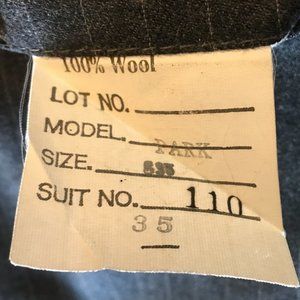 100% Wool
LOT NO.
MODEL. PARK
SIZE.
SUIT NO. 110
35